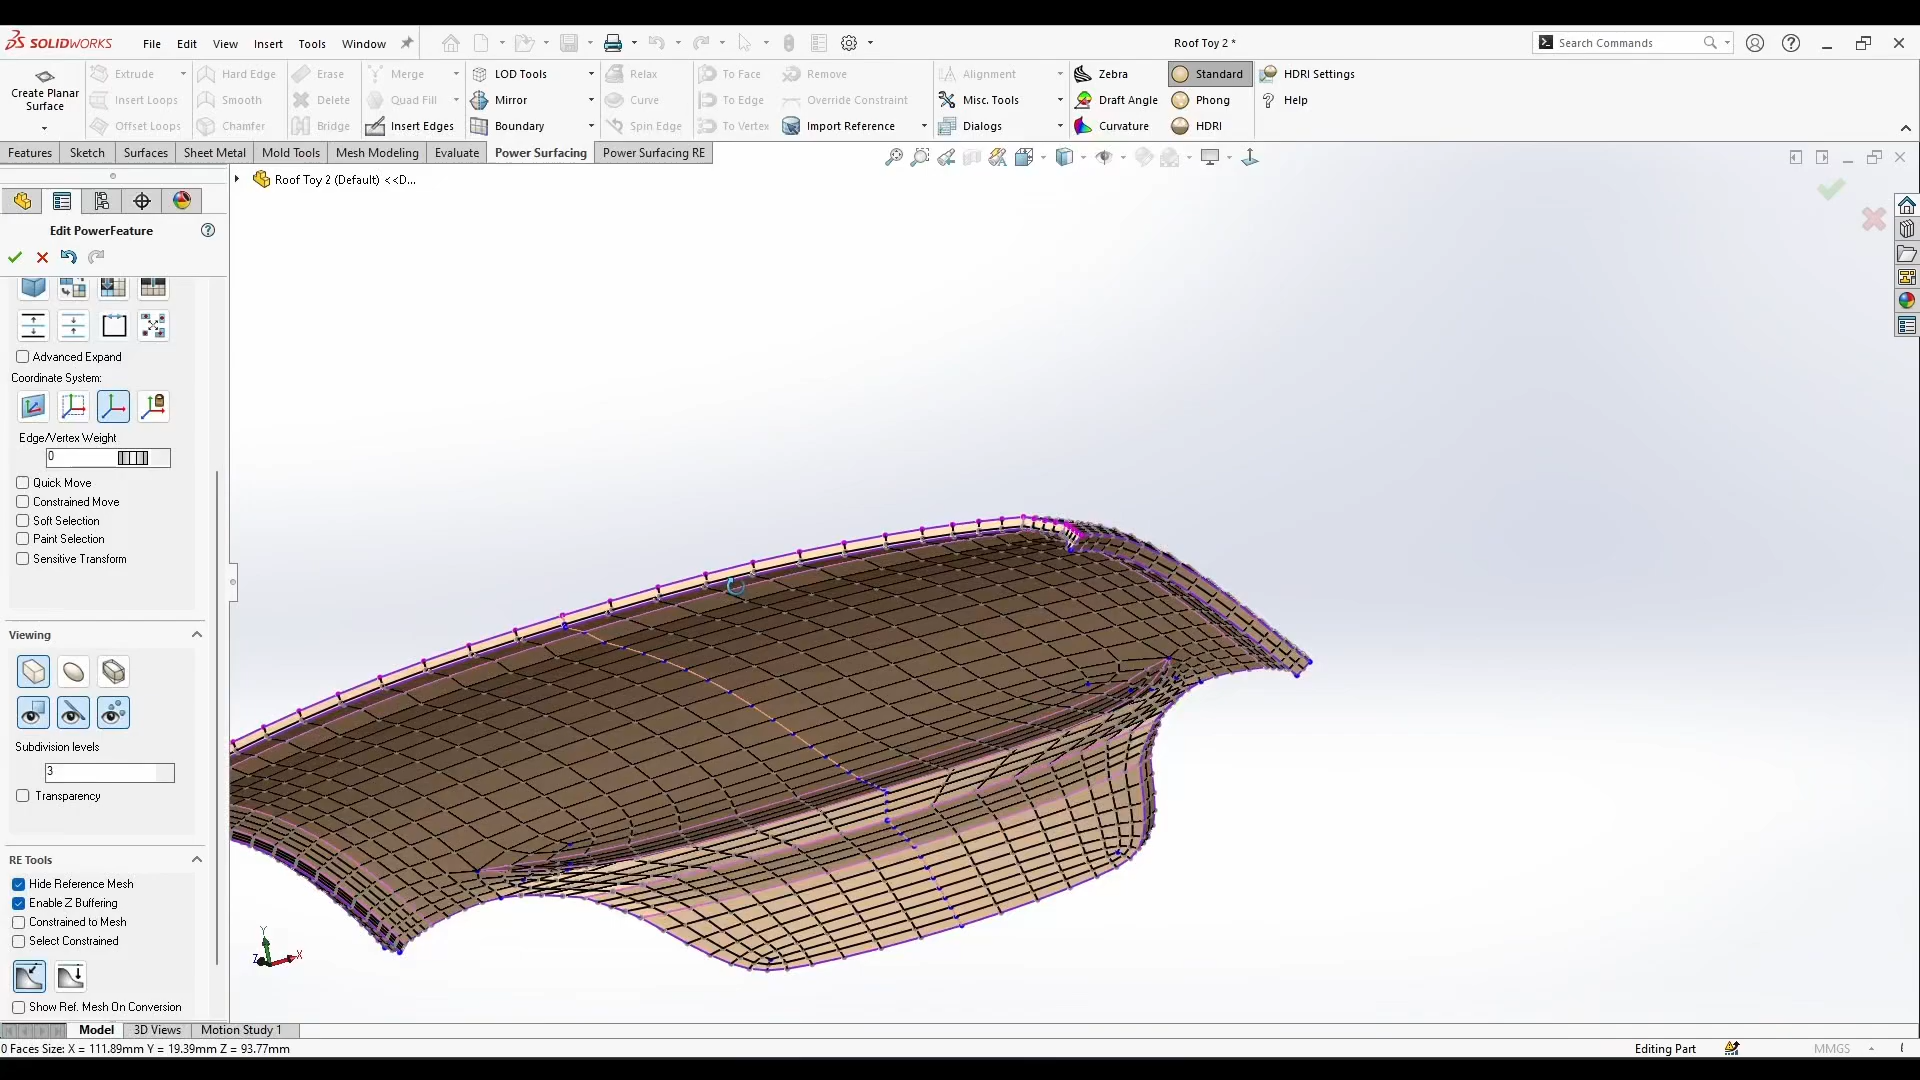 SOLIDWORKS File Edit View Insert Tools Window Roof Toy 2 * Search Commands
Create Planar Surface
Extrude Hard Edge Erase Merge LOD Tools Relax To Face Remove Alignment Zebra Standard HDRI Settings
Insert Loops Smooth Delete Quad Fill Mirror Curve To Edge Override Constraint Misc. Tools Draft Angle Phong Help
Offset Loops Chamfer Bridge Insert Edges Boundary Spin Edge To Vertex Import Reference Dialogs Curvature HDRI
Features Sketch Surfaces Sheet Metal Mold Tools Mesh Modeling Evaluate Power Surfacing Power Surfacing RE
Roof Toy 2 (Default) <<D...
Edit PowerFeature
Advanced Expand
Coordinate System:
Edge/Vertex Weight
0
Quick Move
Constrained Move
Soft Selection
Paint Selection
Sensitive Transform
Viewing
Subdivision levels
3
Transparency
RE Tools
Hide Reference Mesh
Enable Z Buffering
Constrained to Mesh
Select Constrained
Show Ref. Mesh On Conversion
Y
Z X
Model 3D Views Motion Study 1
0 Faces Size: X = 111.89mm Y = 19.39mm Z = 93.77mm Editing Part MMGS